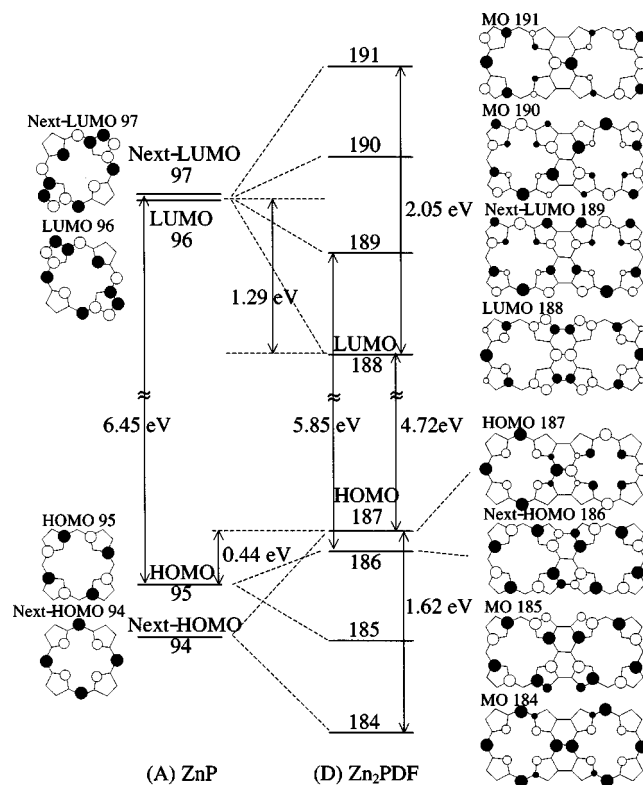 191
MO 191
MO 190
Next-LUMO 97
190
Next-LUMO
97
2.05 eV
Next-LUMO 189
LUMO
96
LUMO 96
189
1.29 eV
LUMO 188
LUMO
188
≈
≈
≈
6.45 eV
5.85 eV
4.72eV
HOMO 187
HOMO
187
Next-HOMO 186
HOMO 95
0.44 eV
186
HOMO
95
1.62 eV
Next-HOMO 94
Next-HOMO
94
185
MO 185
184
MO 184
(A) ZnP
(D) Zn₂PDF